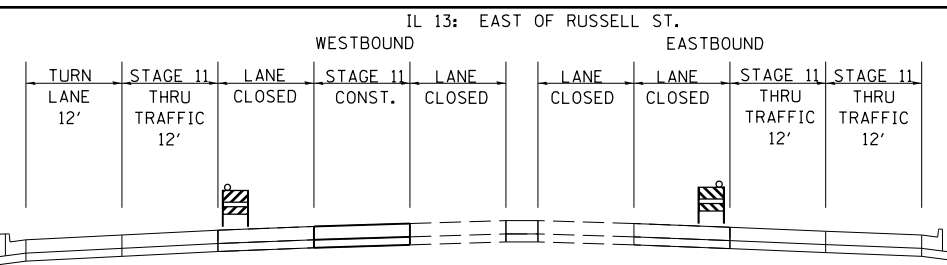 IL 13: EAST OF RUSSELL ST.
WESTBOUND EASTBOUND
TURN STAGE 11 LANE STAGE 11 LANE LANE LANE STAGE 11 STAGE 11
LANE THRU CLOSED CONST. CLOSED CLOSED CLOSED THRU THRU
12' TRAFFIC TRAFFIC TRAFFIC
12' 12' 12'